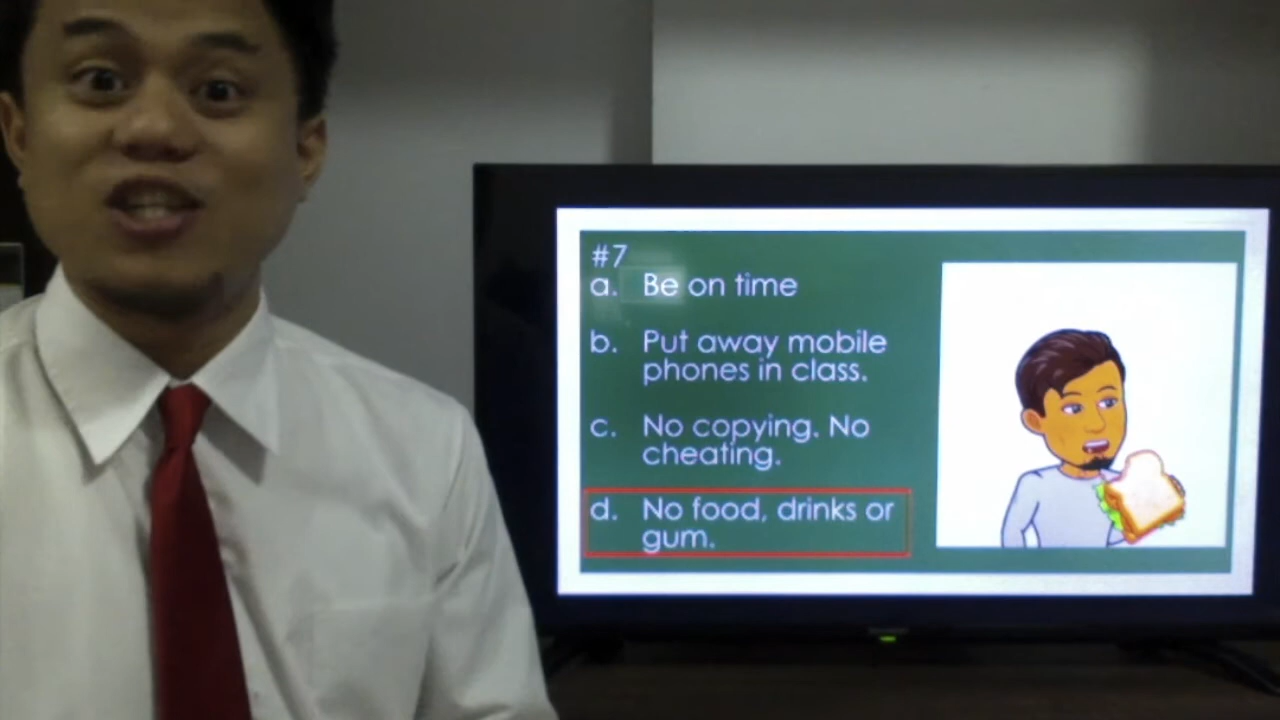 #7
a. Be on time
b. Put away mobile
phones in class.
c. No copying. No
cheating.
d. No food, drinks or
gum.